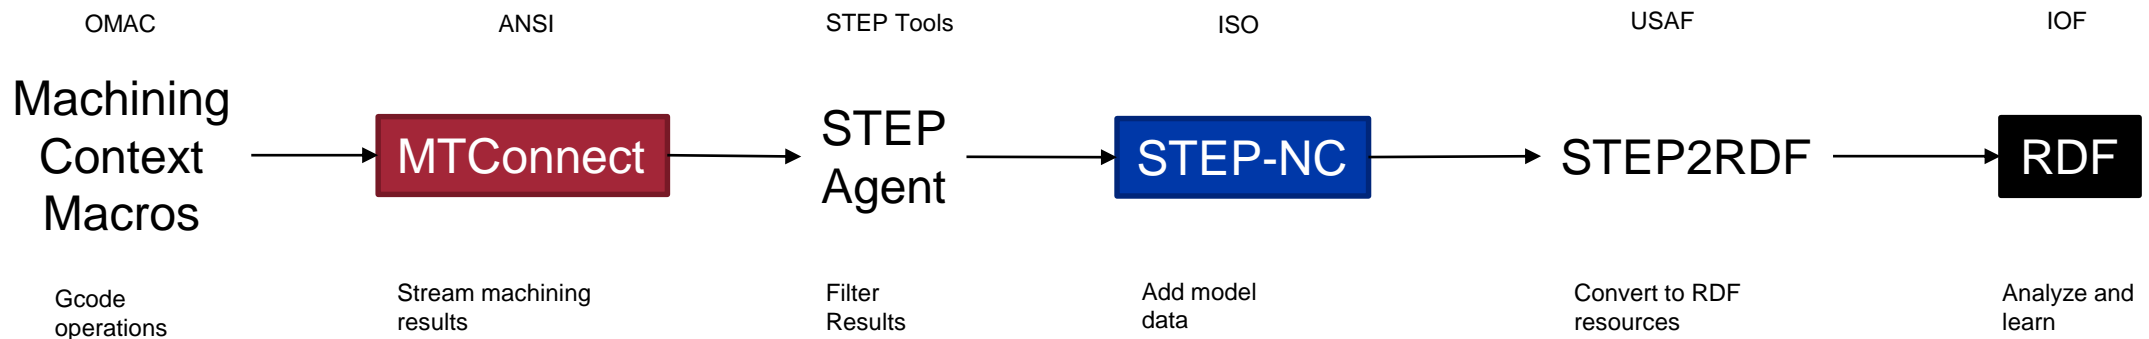 OMAC
ANSI
STEP Tools
ISO
USAF
IOF
Machining
Context
Macros
MTConnect
STEP
Agent
STEP-NC
STEP2RDF
RDF
Gcode
operations
Stream machining
results
Filter
Results
Add model
data
Convert to RDF
resources
Analyze and
learn